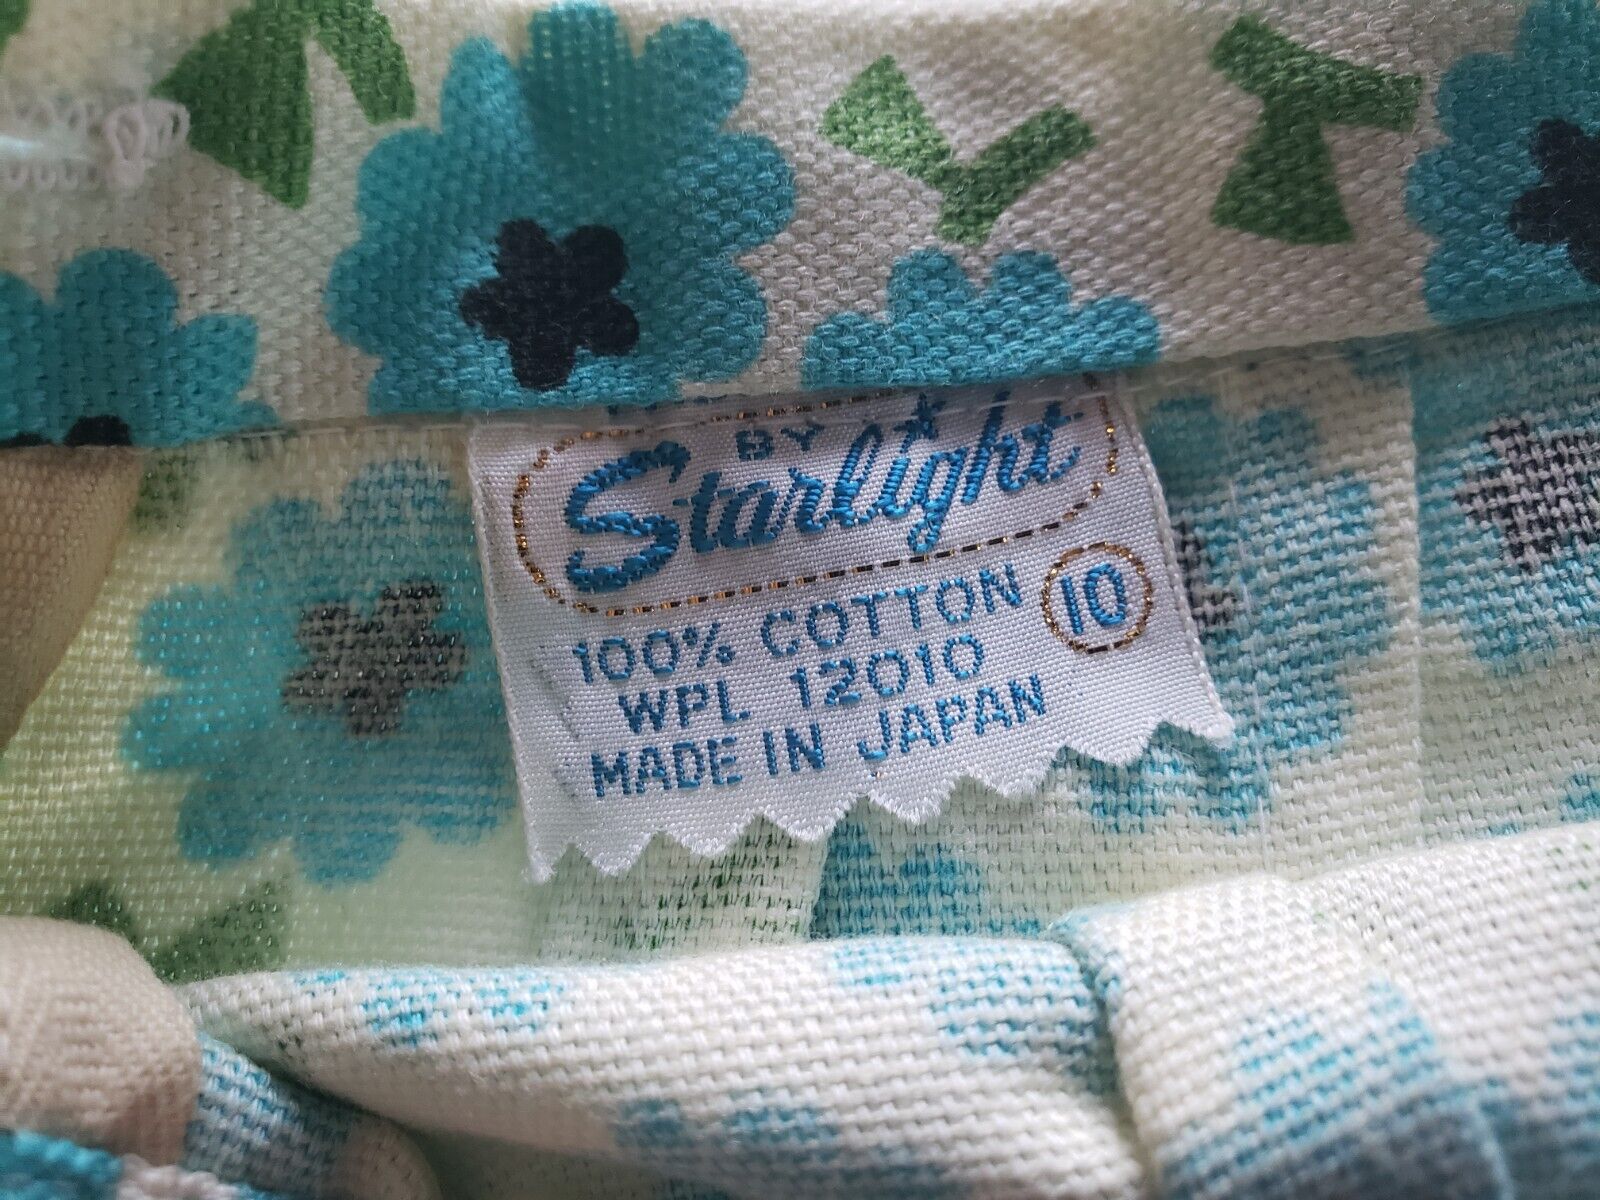 BY
Starlight
100% COTTON 10
WPL 12010
MADE IN JAPAN